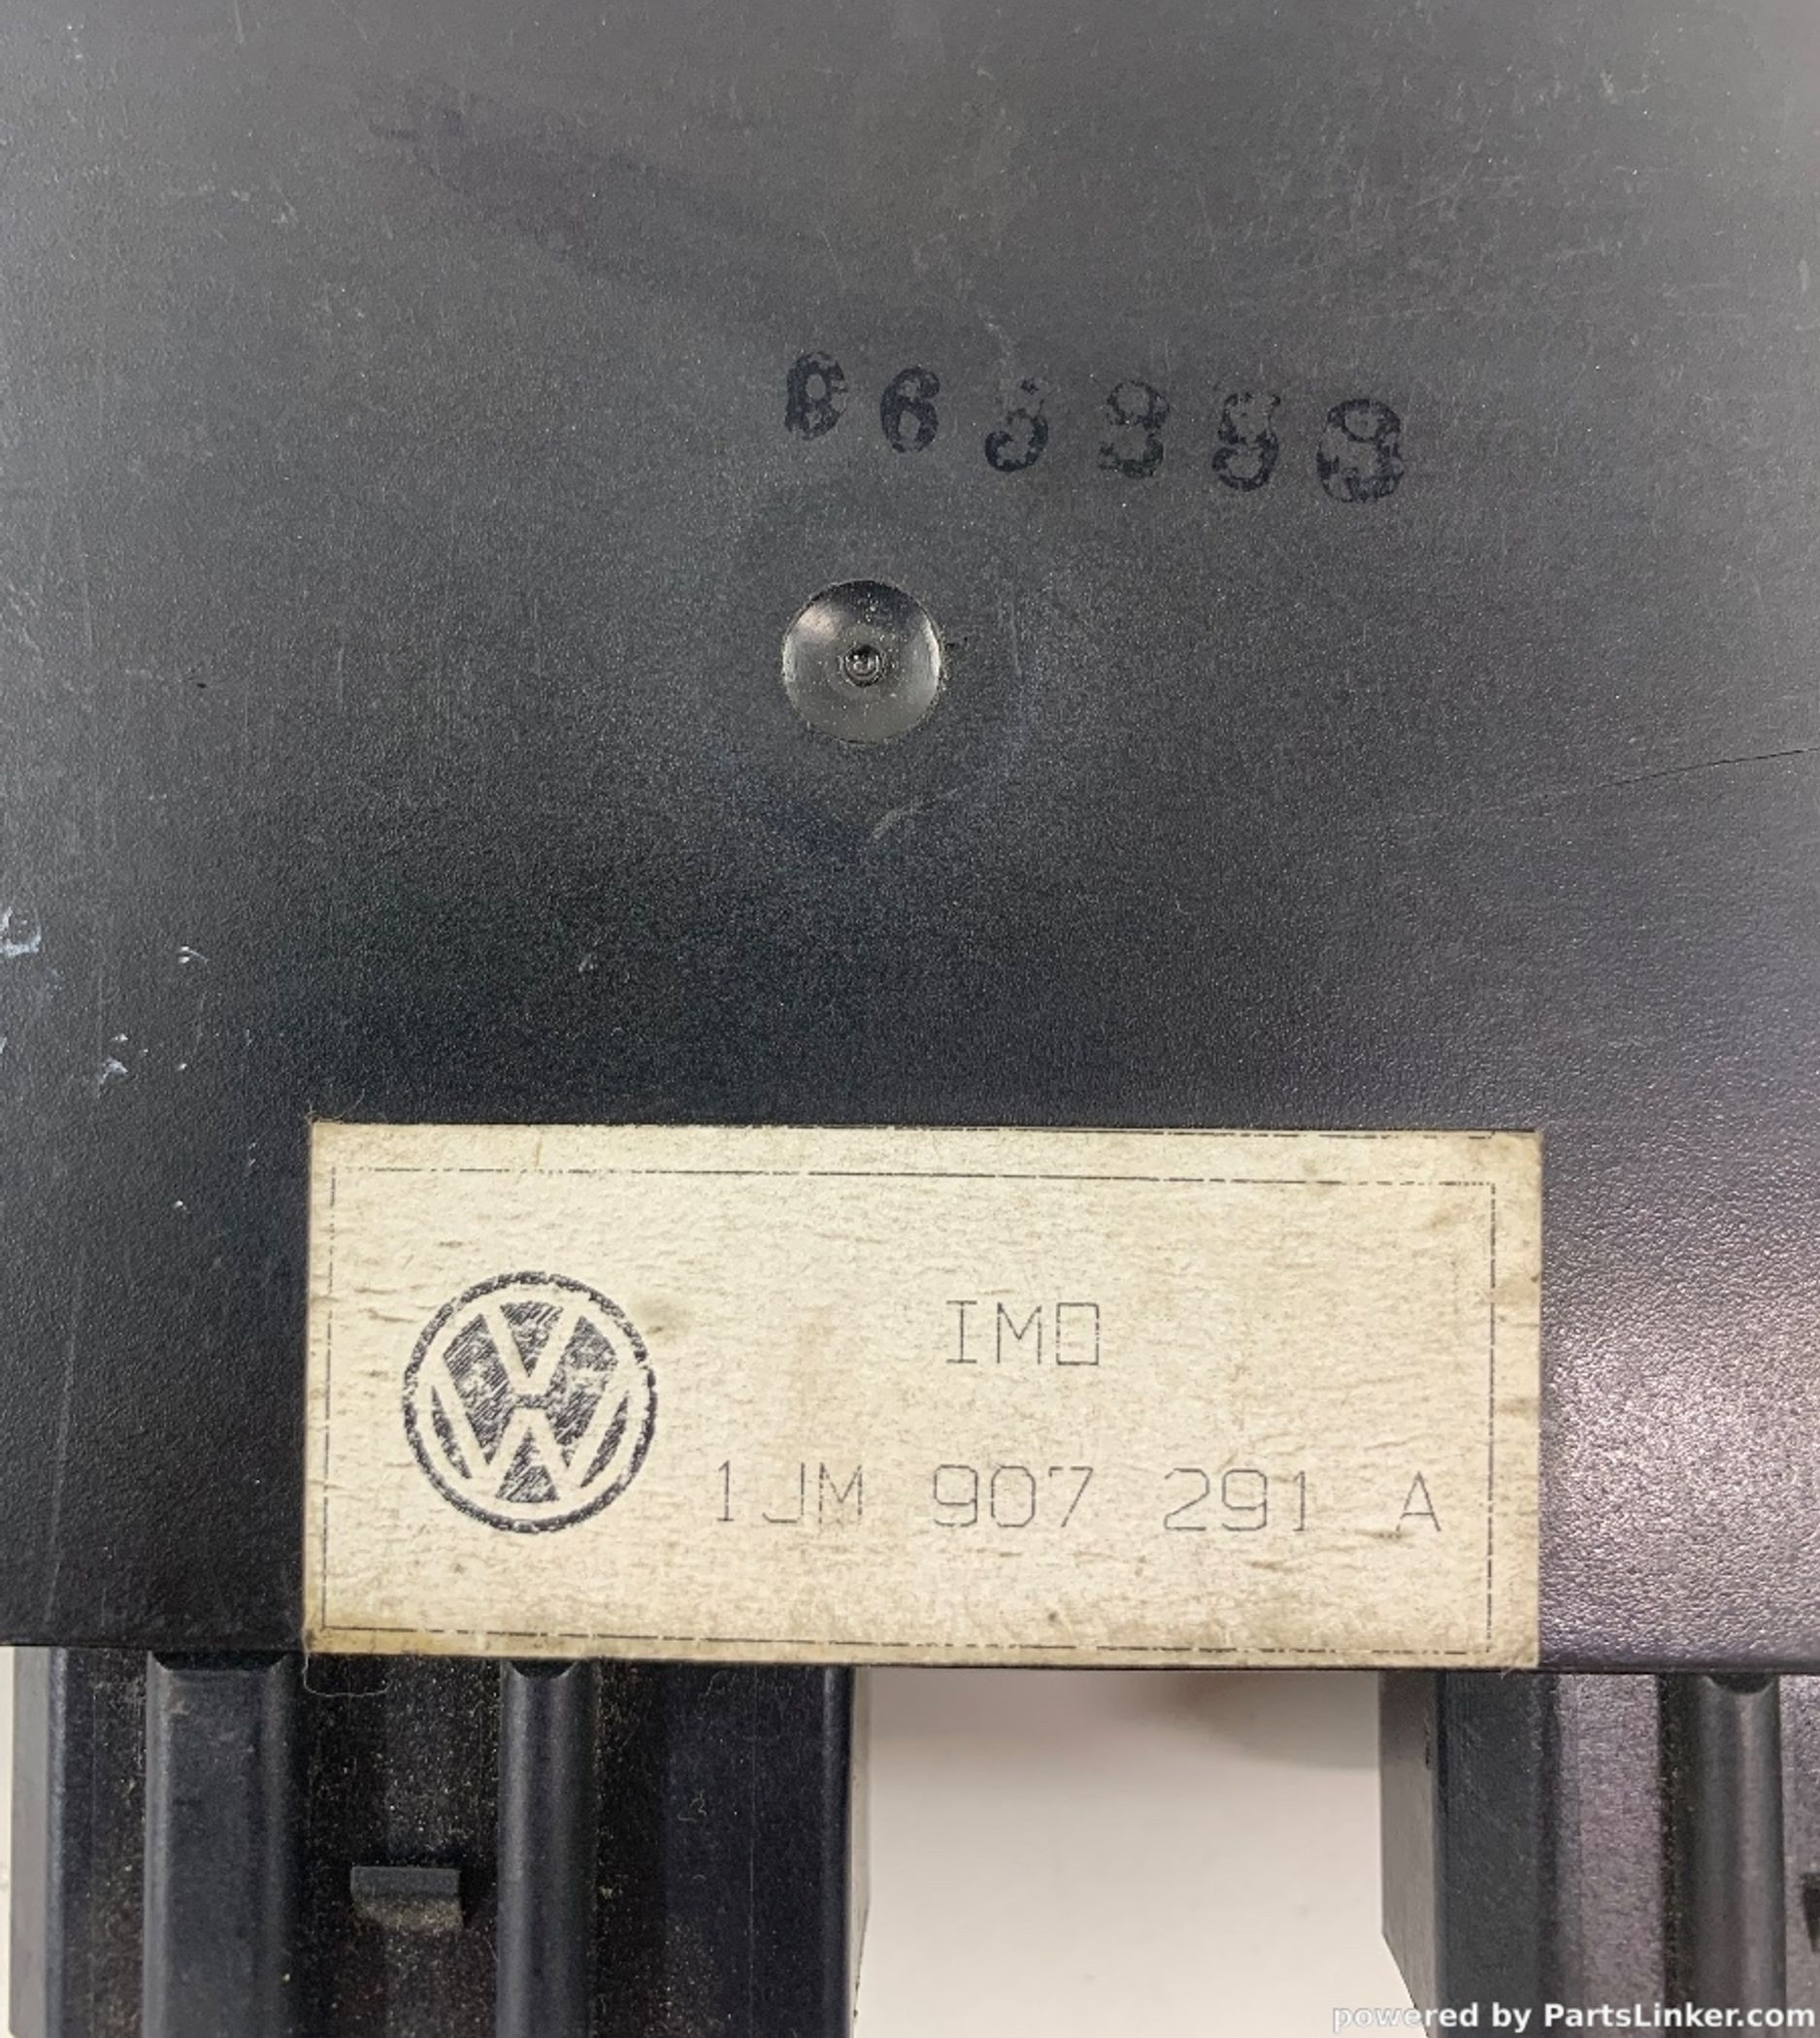 IMO
1JM 907 291 A
powered by PartsLinker.com